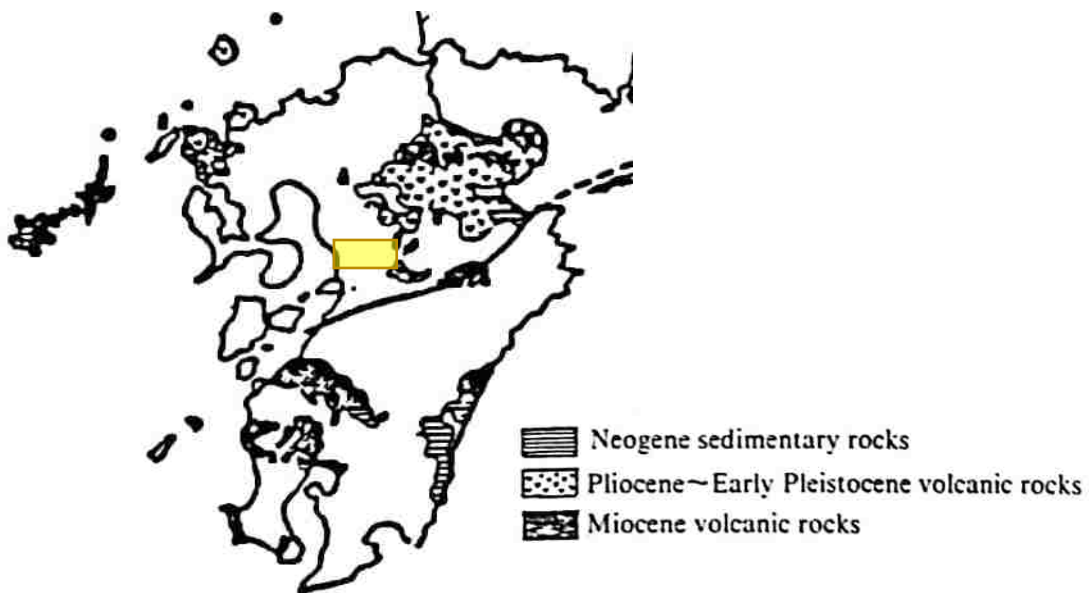 Neogene sedimentary rocks
Pliocene~Early Pleistocene volcanic rocks
Miocene volcanic rocks